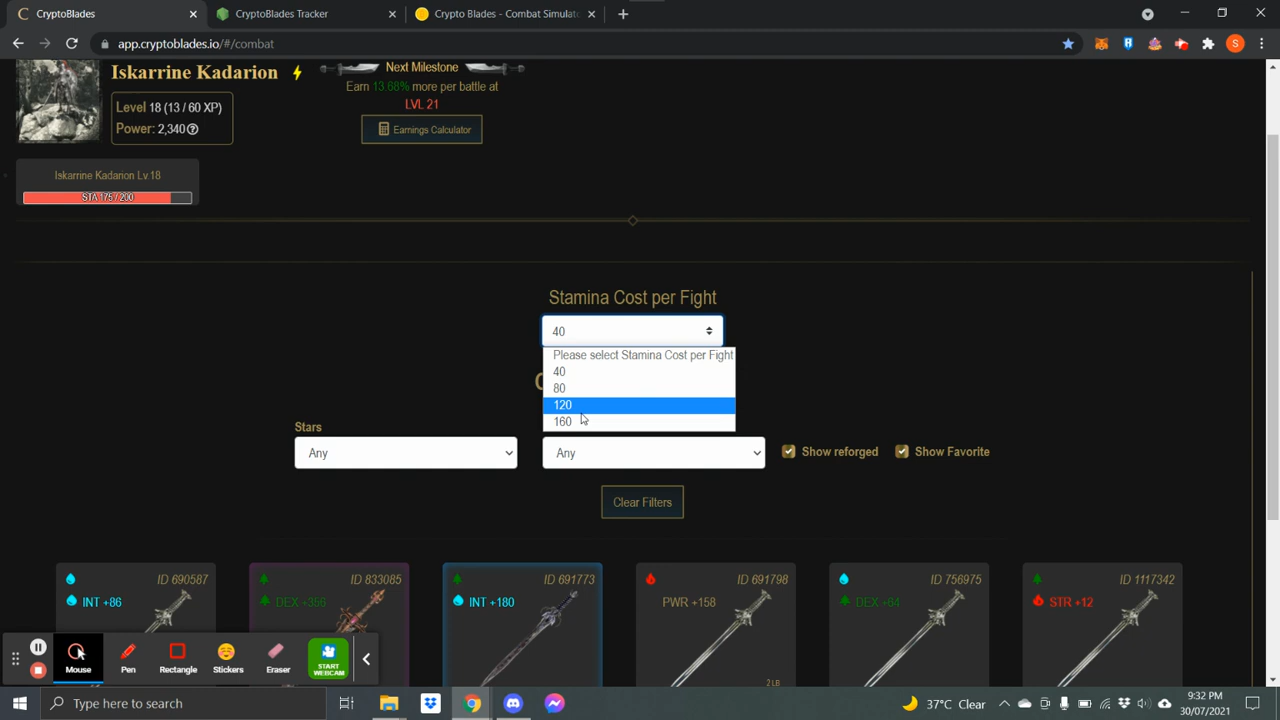 CryptoBlades
CryptoBlades Tracker
Crypto Blades - Combat Simulato
app.cryptoblades.io/#/combat
S
Iskarrine Kadarion
Level 18 (13 / 60 XP)
Power: 2,340
Next Milestone
Earn 13.68% more per battle at
LVL 21
Earnings Calculator
Iskarrine Kadarion Lv.18
STA 175 / 200
Stamina Cost per Fight
40
Please select Stamina Cost per Fight
40
80
120
160
Stars
Any
Any
Show reforged
Show Favorite
Clear Filters
ID 690587
INT +86
ID 833085
DEX +356
ID 691773
INT +180
ID 691798
PWR +158
2 LB
ID 756975
DEX +64
ID 1117342
STR +12
Mouse
Pen
Rectangle
Stickers
Eraser
START
WEBCAM
Type here to search
37°C Clear
9:32 PM
30/07/2021